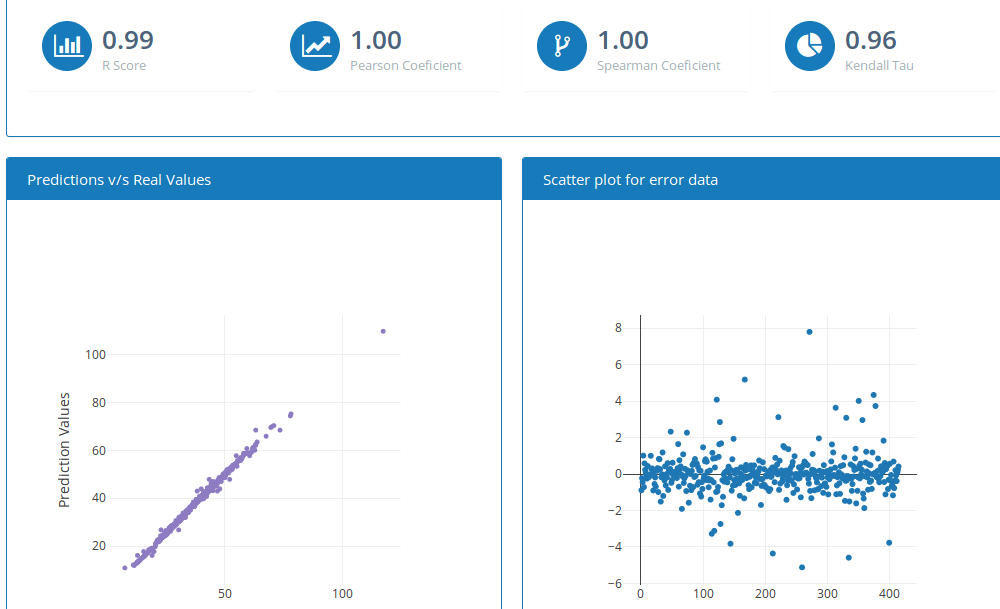 0.99
R Score
1.00
Pearson Coeficient
1.00
Spearman Coeficient
0.96
Kendall Tau
Predictions v/s Real Values
Prediction Values
100
80
60
40
20
50 100
Scatter plot for error data
8
6
4
2
0
−2
−4
−6
0 100 200 300 400